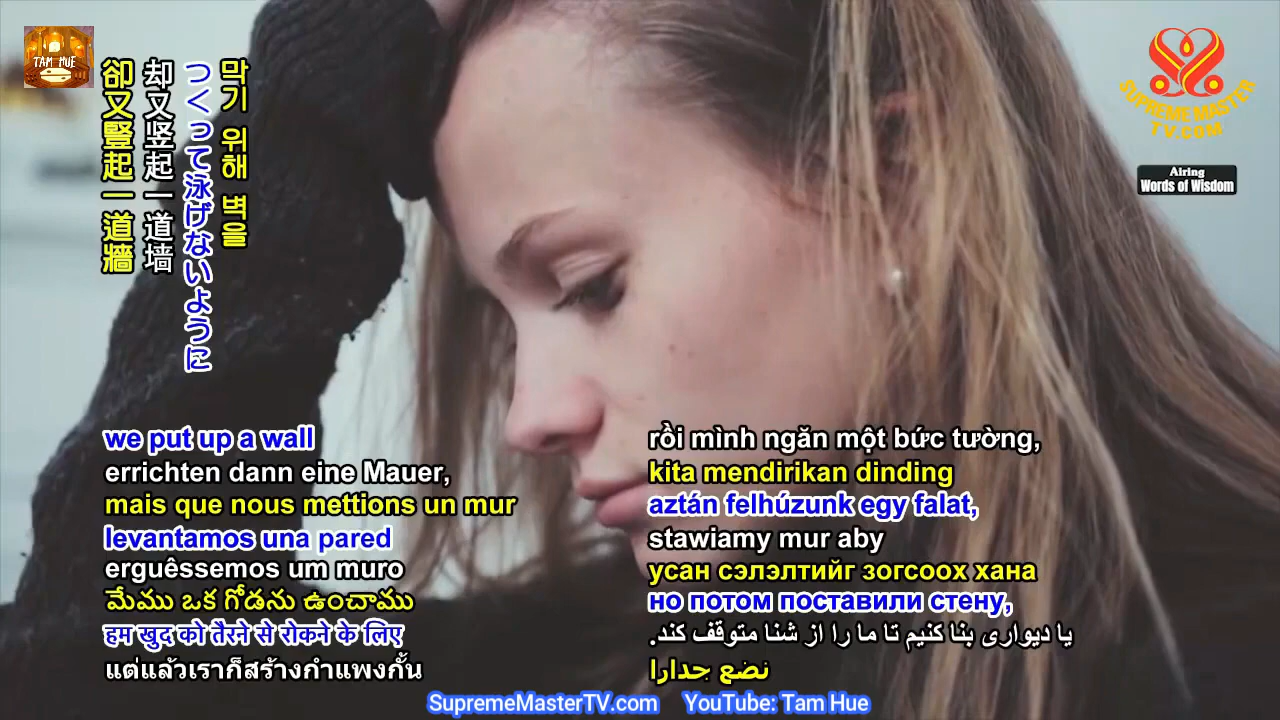 TAM HUE
卻又豎起一道牆
却又竖起一道墙
つくって泳げないように
막기 위해 벽을
SUPREME MASTER
TV.COM
Airing
Words of Wisdom
we put up a wall
errichten dann eine Mauer,
mais que nous mettions un mur
levantamos una pared
erguêssemos um muro
మేము ఒక గోడను ఉంచాము
हम खुद को तैरने से रोकने के लिए
แต่แล้วเราก็สร้างกำแพงกั้น
rồi mình ngăn một bức tường,
kita mendirikan dinding
aztán felhúzunk egy falat,
stawiamy mur aby
усан сэлэлтийг зогсоох хана
но потом поставили стену,
یا دیواری بنا کنیم تا ما را از شنا متوقف کند.
نضع جدارا
SupremeMasterTV.com YouTube: Tam Hue